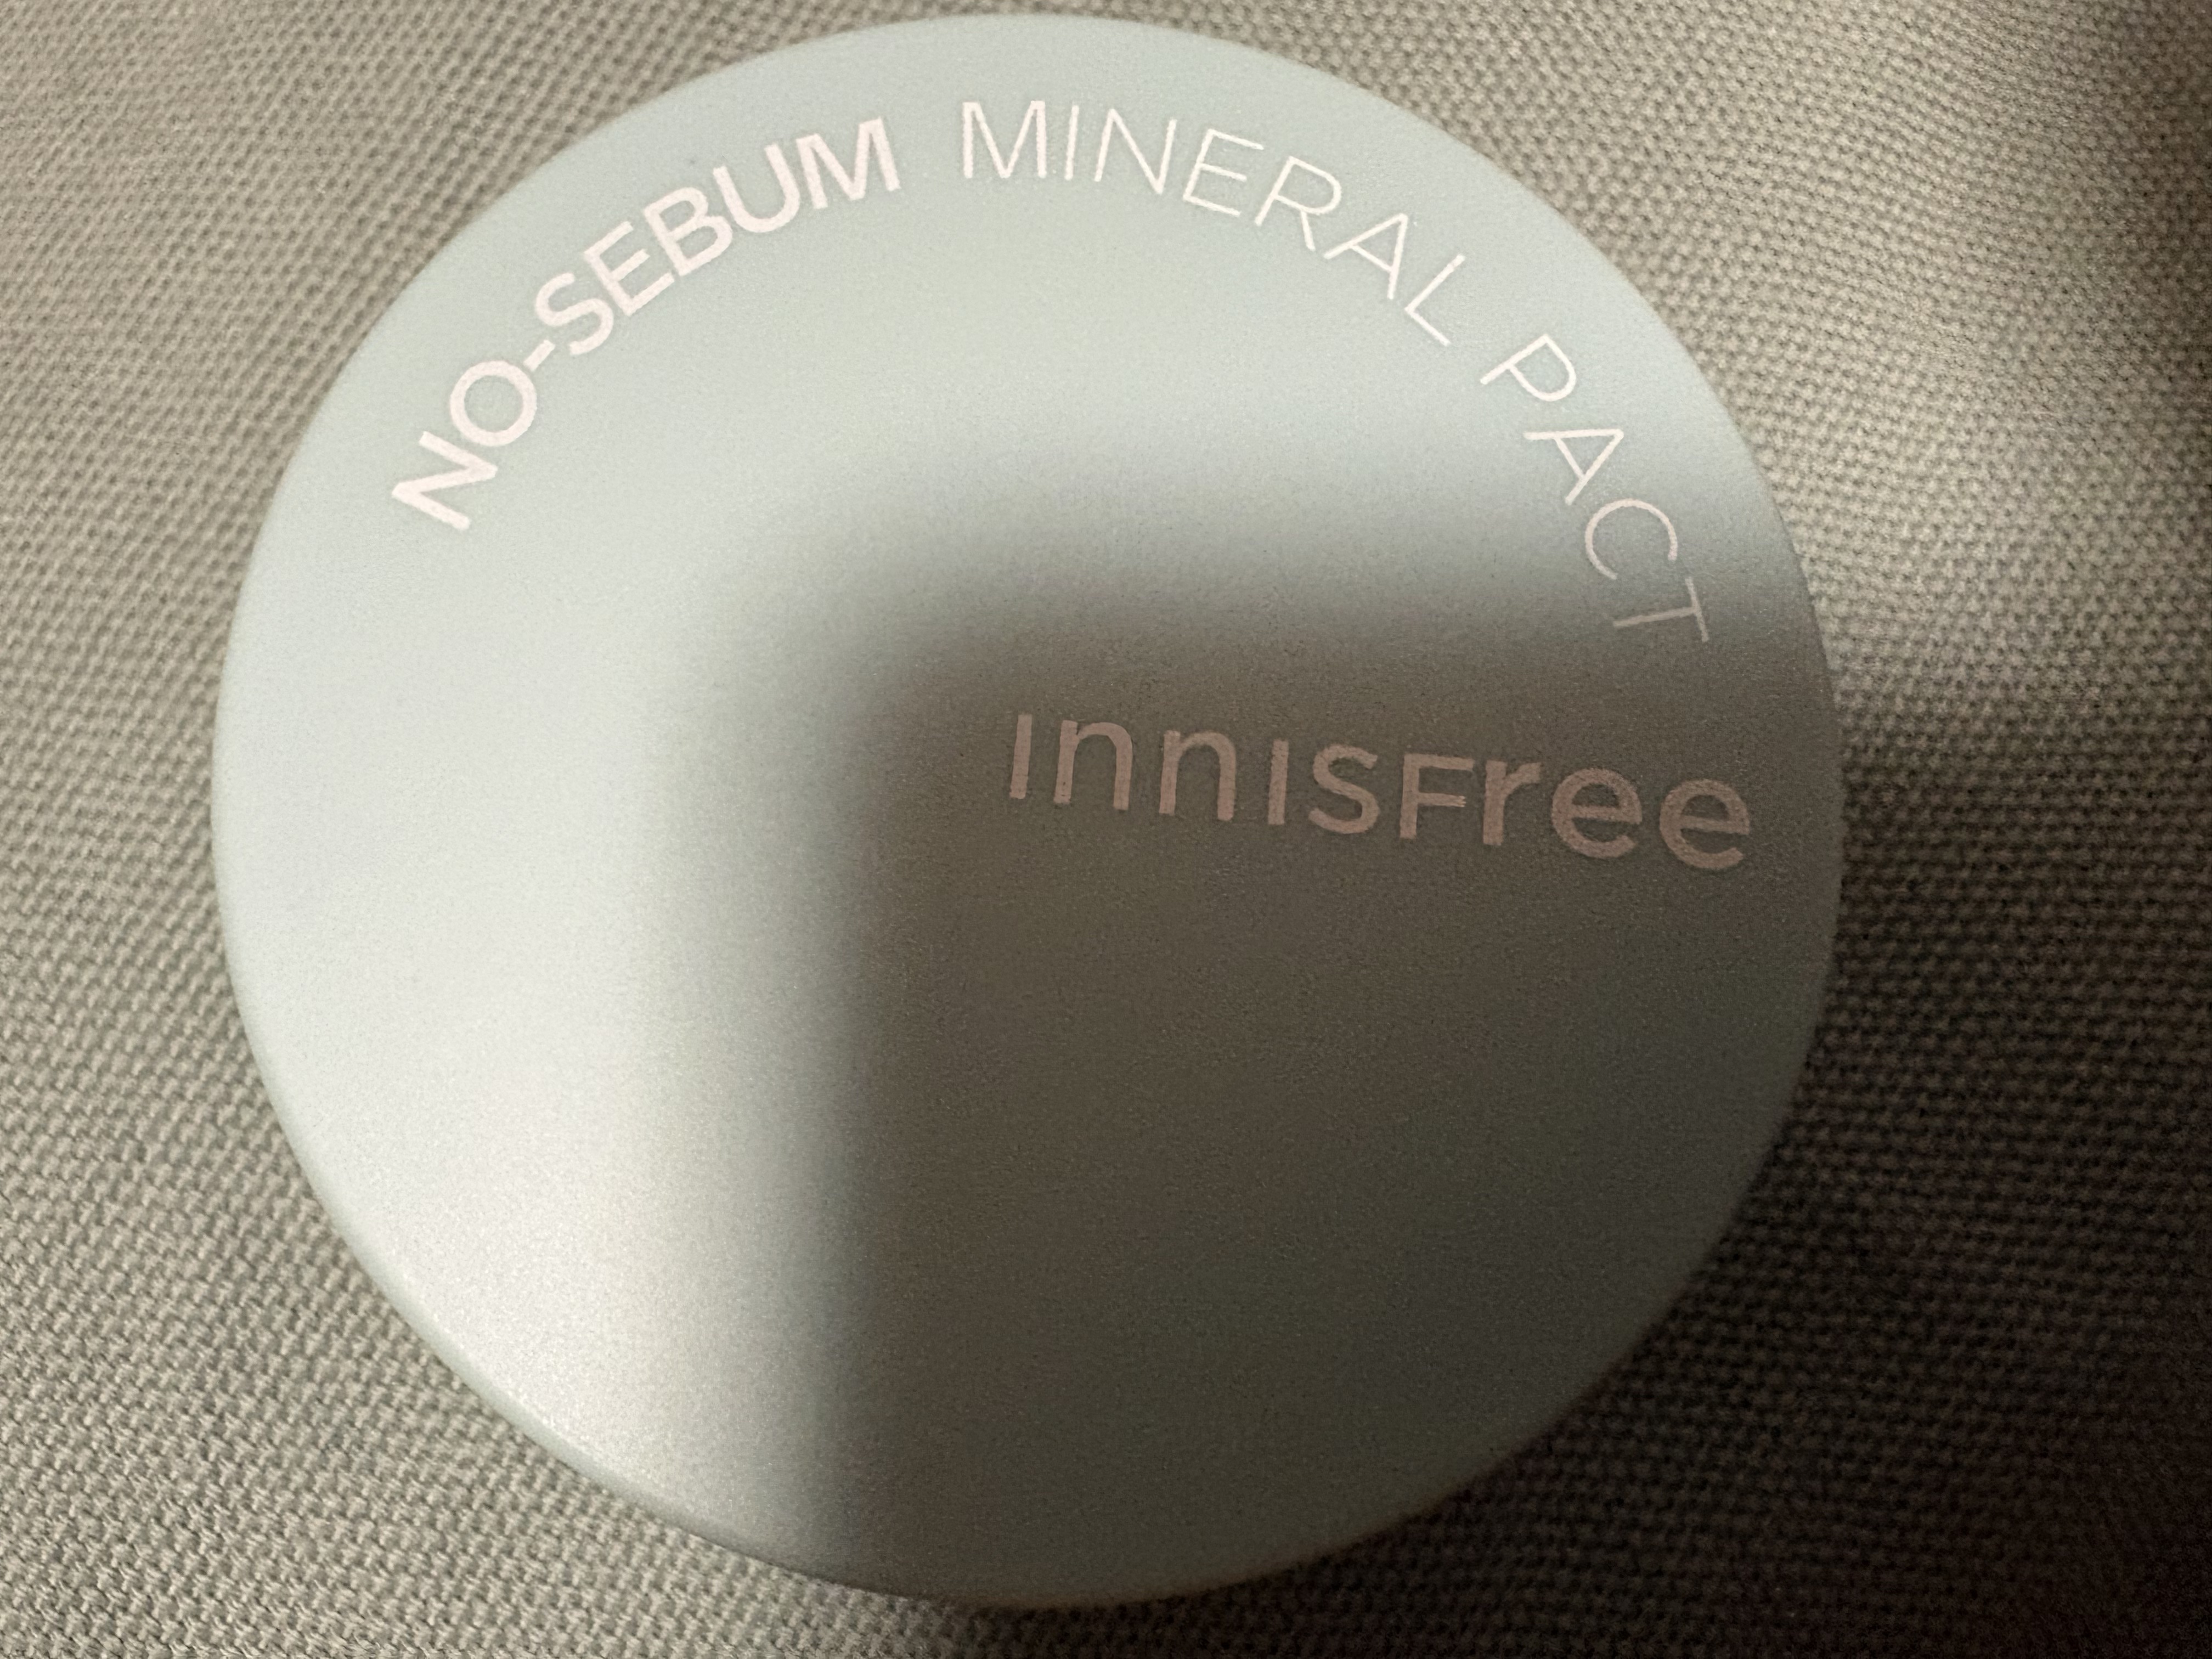 NO-SEBUM MINERAL PACT
INNISFREE